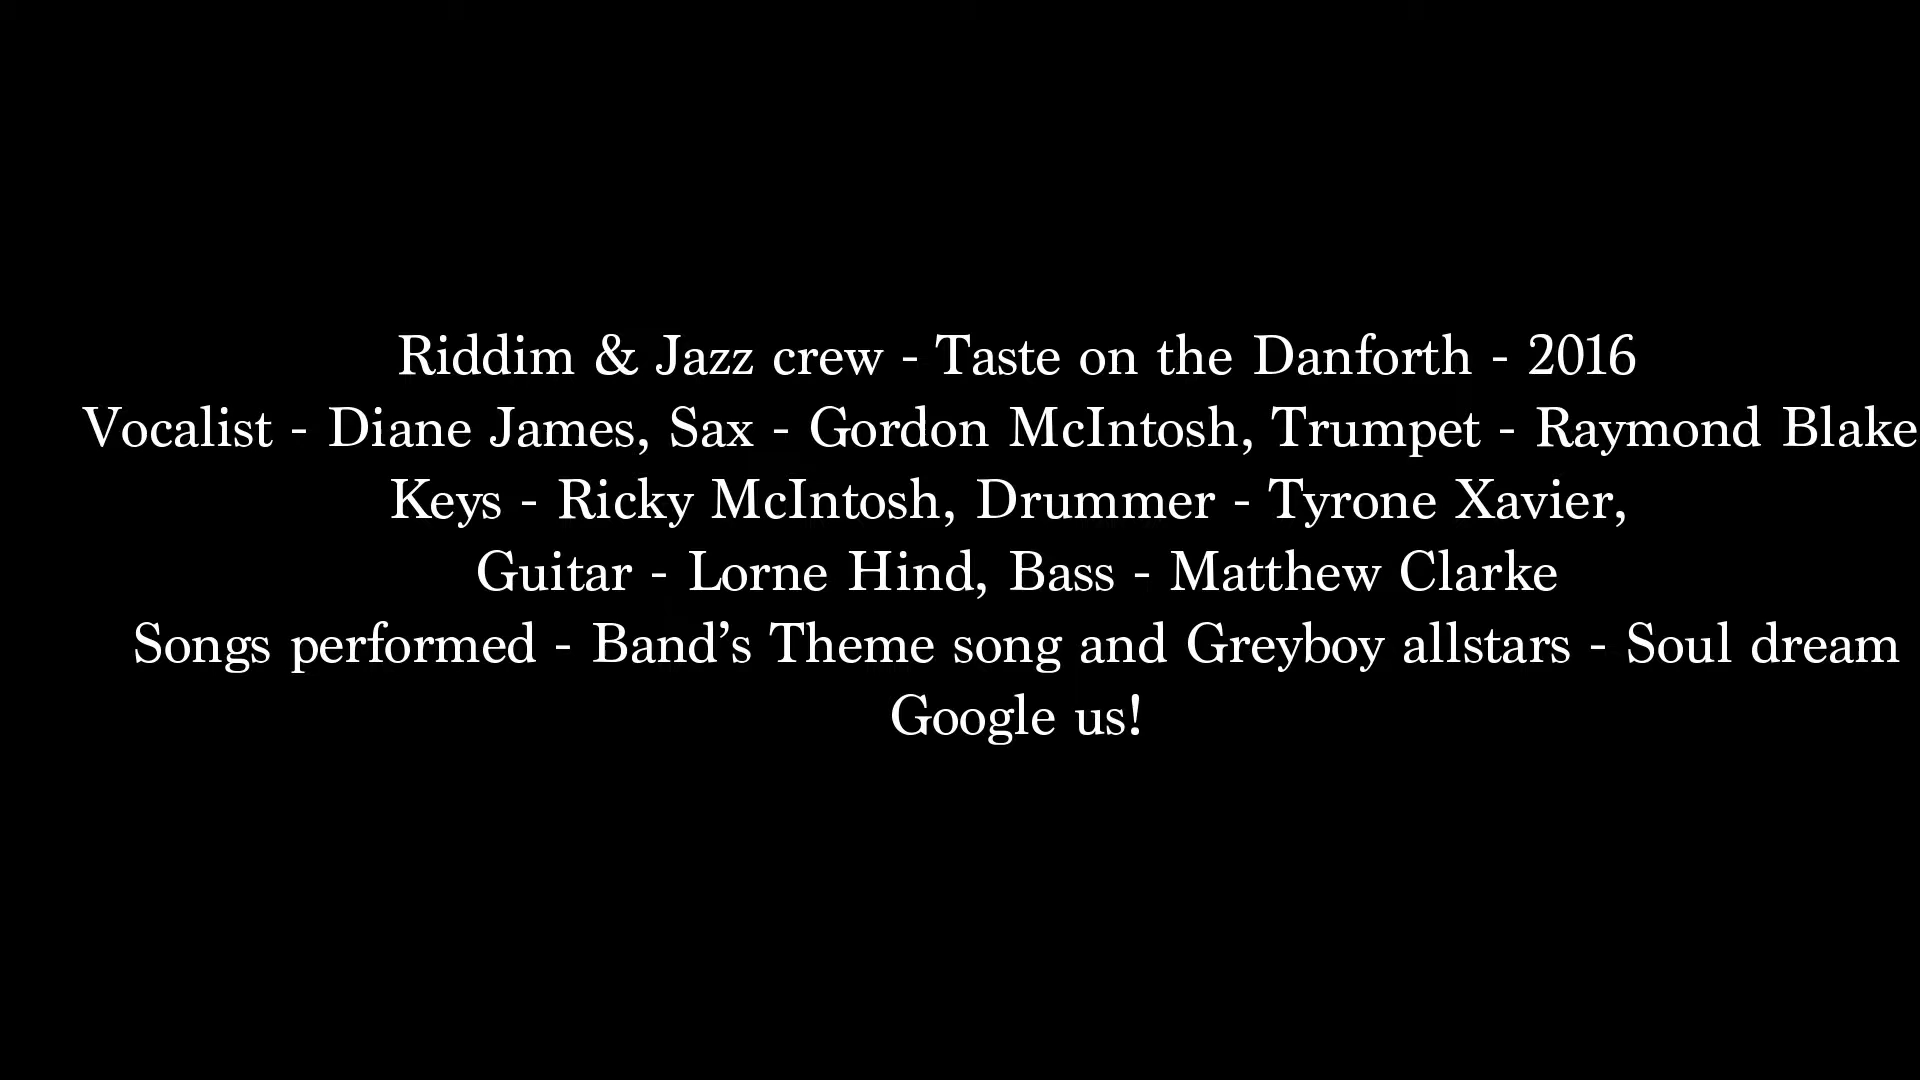 Riddim & Jazz crew - Taste on the Danforth - 2016
Vocalist - Diane James, Sax - Gordon McIntosh, Trumpet - Raymond Blake
Keys - Ricky McIntosh, Drummer - Tyrone Xavier,
Guitar - Lorne Hind, Bass - Matthew Clarke
Songs performed - Band’s Theme song and Greyboy allstars - Soul dream
Google us!